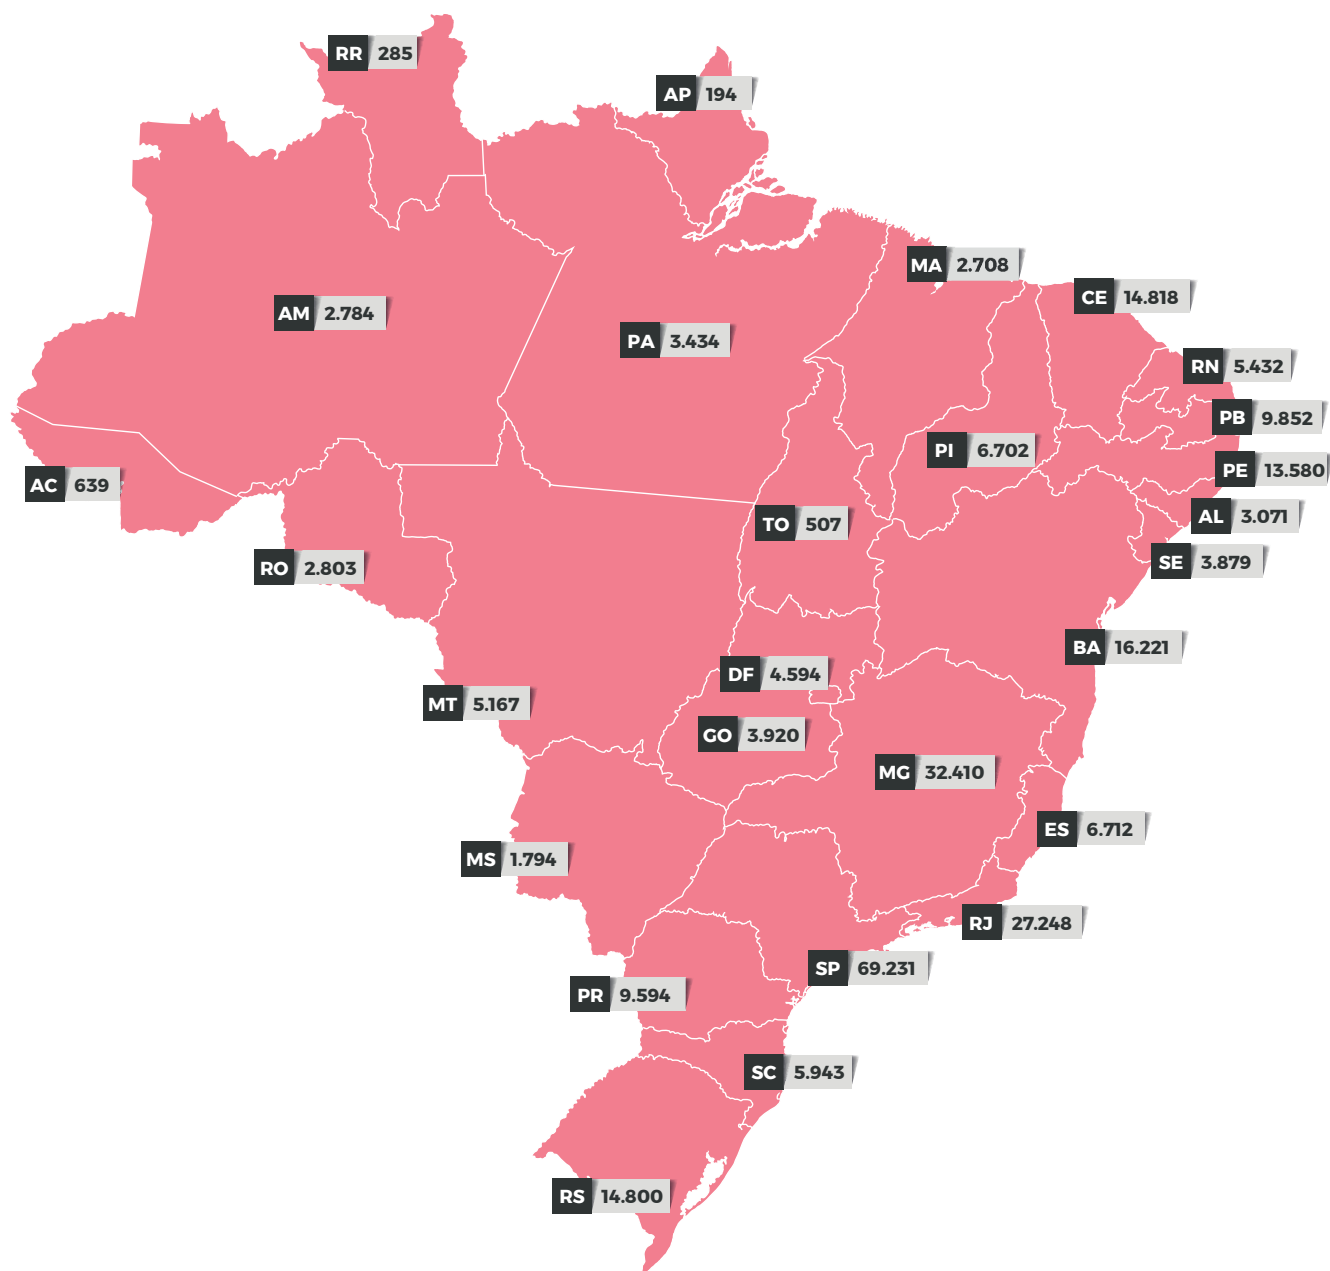 RR 285
AP 194
MA 2.708
CE 14.818
AM 2.784
PA 3.434
RN 5.432
PB 9.852
PI 6.702
PE 13.580
AC 639
AL 3.071
TO 507
SE 3.879
RO 2.803
BA 16.221
DF 4.594
MT 5.167
GO 3.920
MG 32.410
ES 6.712
MS 1.794
RJ 27.248
SP 69.231
PR 9.594
SC 5.943
RS 14.800